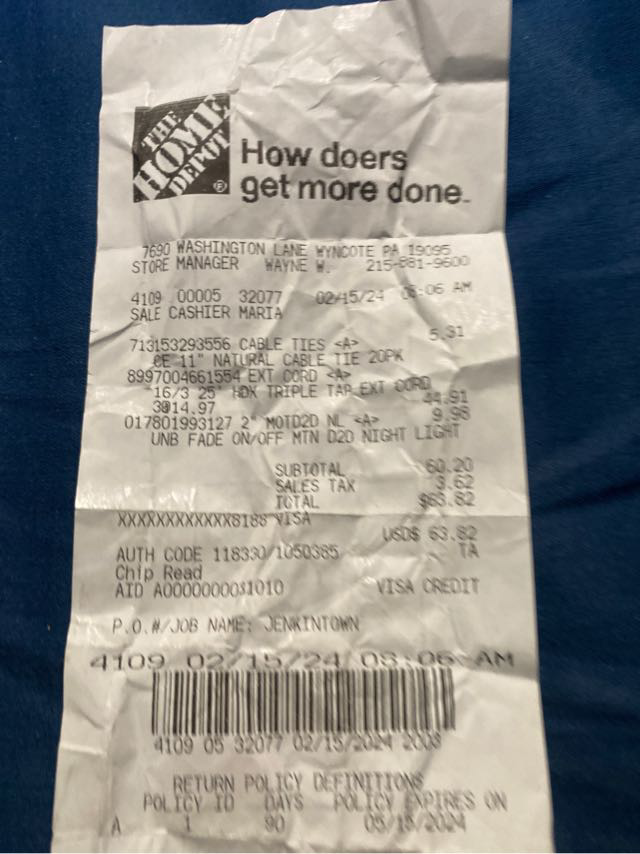 THE
HOME
DEPOT
®
How doers
get more done.
7690 WASHINGTON LANE WYNCOTE PA 19095
STORE MANAGER WAYNE W. 215-881-9600
4109 00005 32077 02/15/24 08:06 AM
SALE CASHIER MARIA
713153293556 CABLE TIES <A> 5.31
CE 11" NATURAL CABLE TIE 20PK
8997004661554 EXT CORD <A>
16/3 25' HDX TRIPLE TAP EXT CORD
3@14.97 44.91
017801993127 2" MOTD2D NL <A> 9.98
UNB FADE ON/OFF MTN D2D NIGHT LIGHT
SUBTOTAL 60.20
SALES TAX 3.62
TOTAL $63.82
XXXXXXXXXXXX8188 VISA
USD$ 63.82
AUTH CODE 118330/1050385 TA
Chip Read
AID A0000000031010 VISA CREDIT
P.O.#/JOB NAME: JENKINTOWN
4109 02/15/24 08:06 AM
4109 05 32077 02/15/2024 2008
RETURN POLICY DEFINITIONS
POLICY ID DAYS POLICY EXPIRES ON
A 1 90 05/15/2024